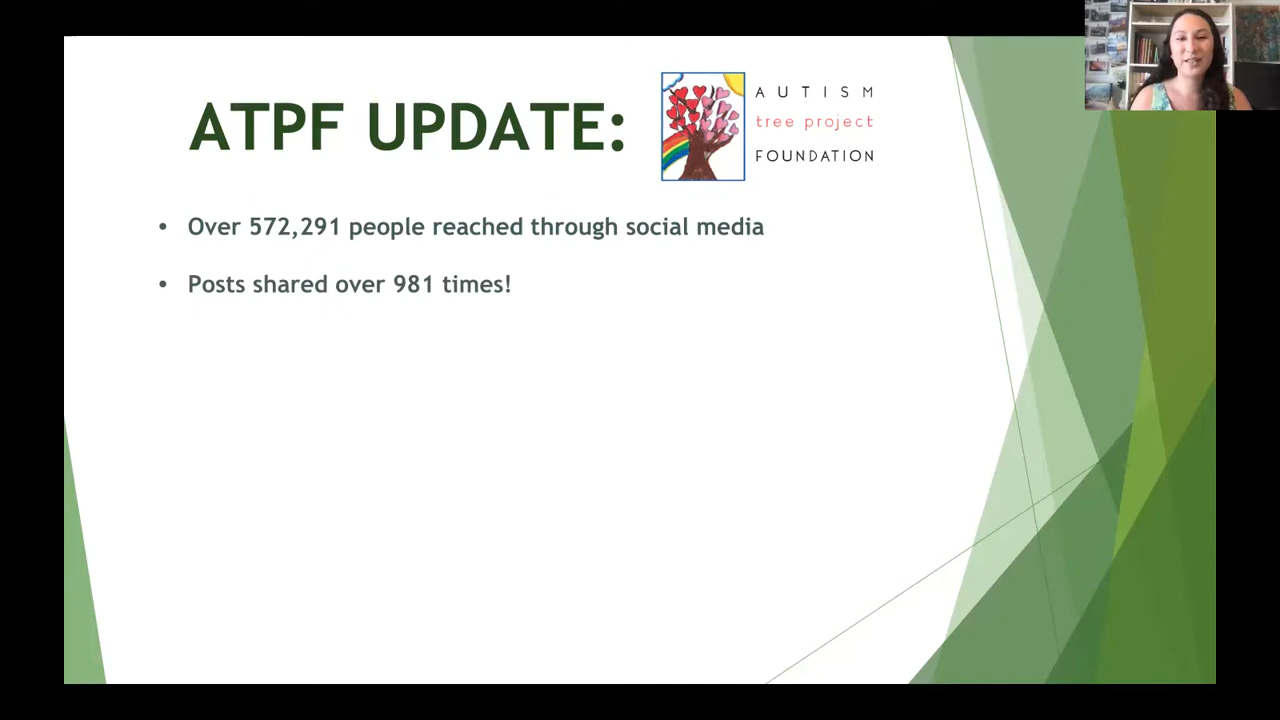 ATPF UPDATE:
AUTISM
tree project
FOUNDATION
• Over 572,291 people reached through social media
• Posts shared over 981 times!